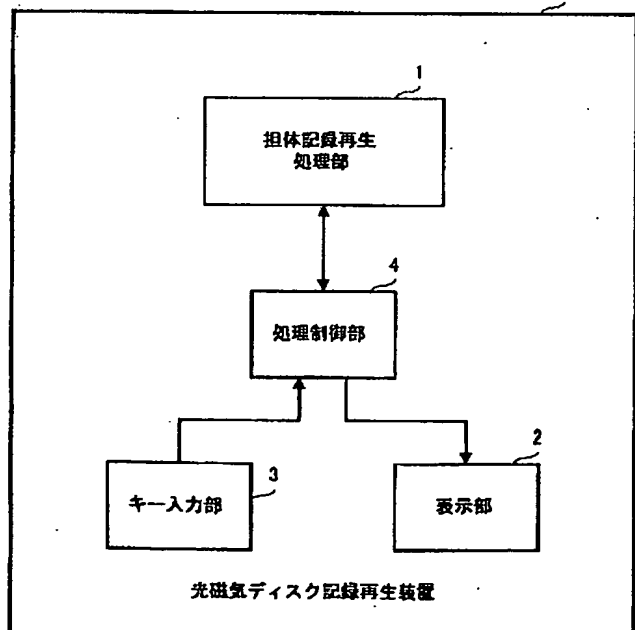 1
担体記録再生
処理部
4
処理制御部
3
キー入力部
2
表示部
光磁気ディスク記録再生装置